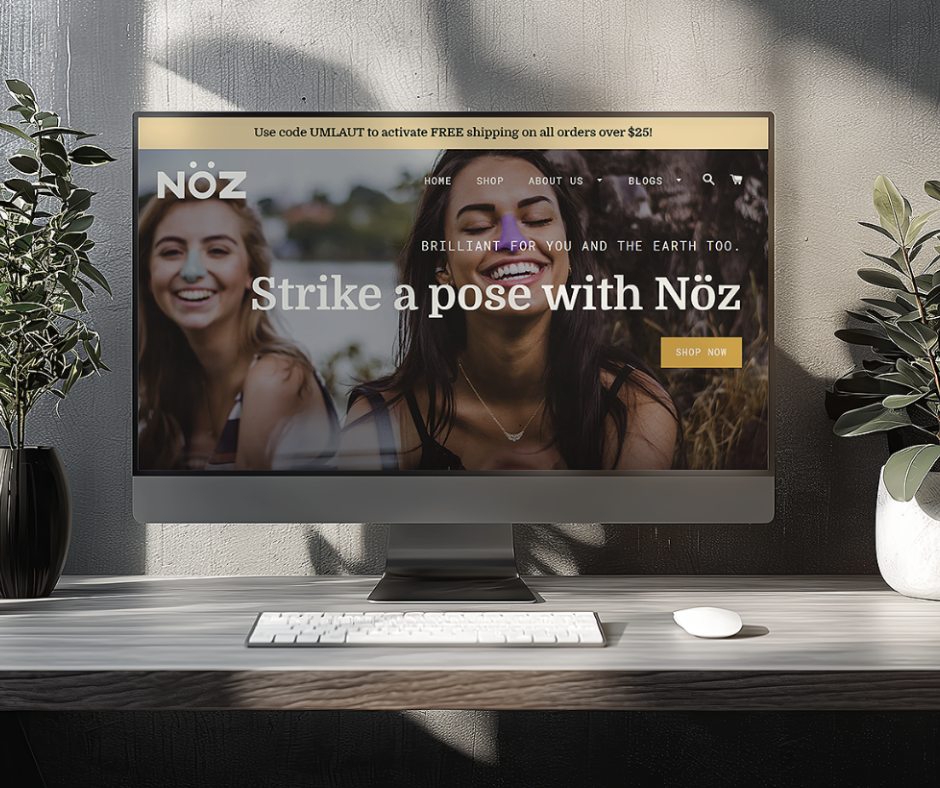 Use code UMLAUT to activate FREE shipping on all orders over $25!
NÖZ
HOME SHOP ABOUT US BLOGS
BRILLIANT FOR YOU AND THE EARTH TOO.
Strike a pose with Nöz
SHOP NOW